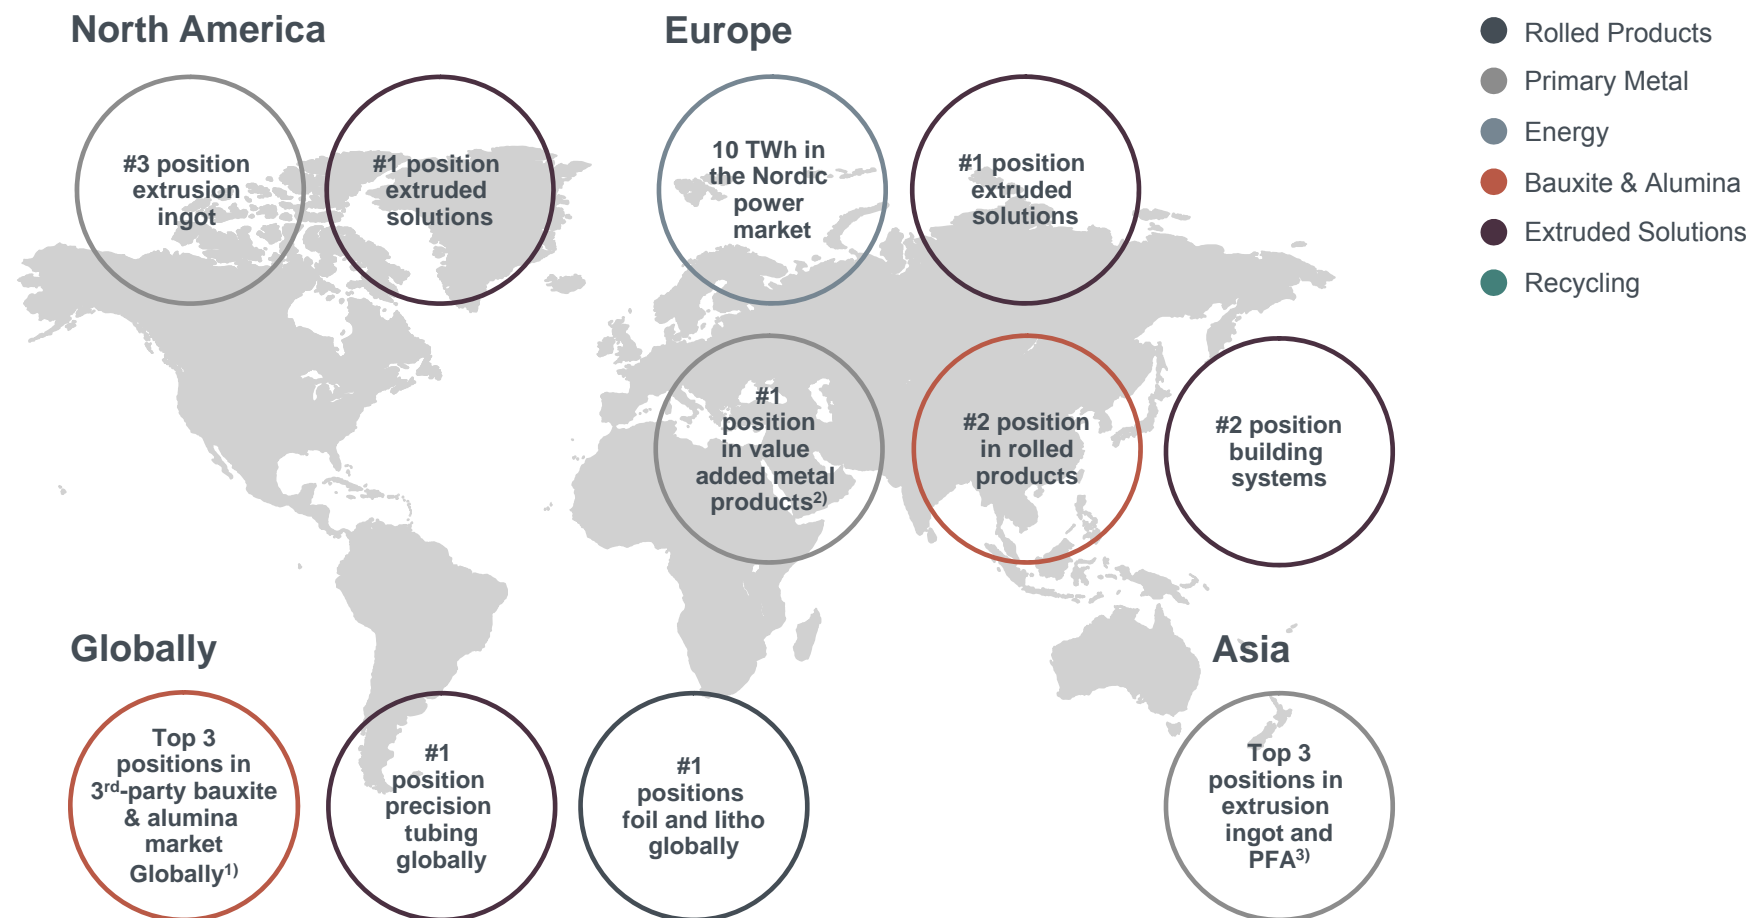 North America
#3 position
extrusion
ingot
#1 position
extruded
solutions
Europe
10 TWh in
the Nordic
power
market
#1 position
extruded
solutions
#1
position
in value
added metal
products2)
#2 position
in rolled
products
#2 position
building
systems
Rolled Products
Primary Metal
Energy
Bauxite & Alumina
Extruded Solutions
Recycling
Globally
Top 3
positions in
3rd-party bauxite
& alumina
market
Globally1)
#1
position
precision
tubing
globally
#1
positions
foil and litho
globally
Asia
Top 3
positions in
extrusion
ingot and
PFA3)